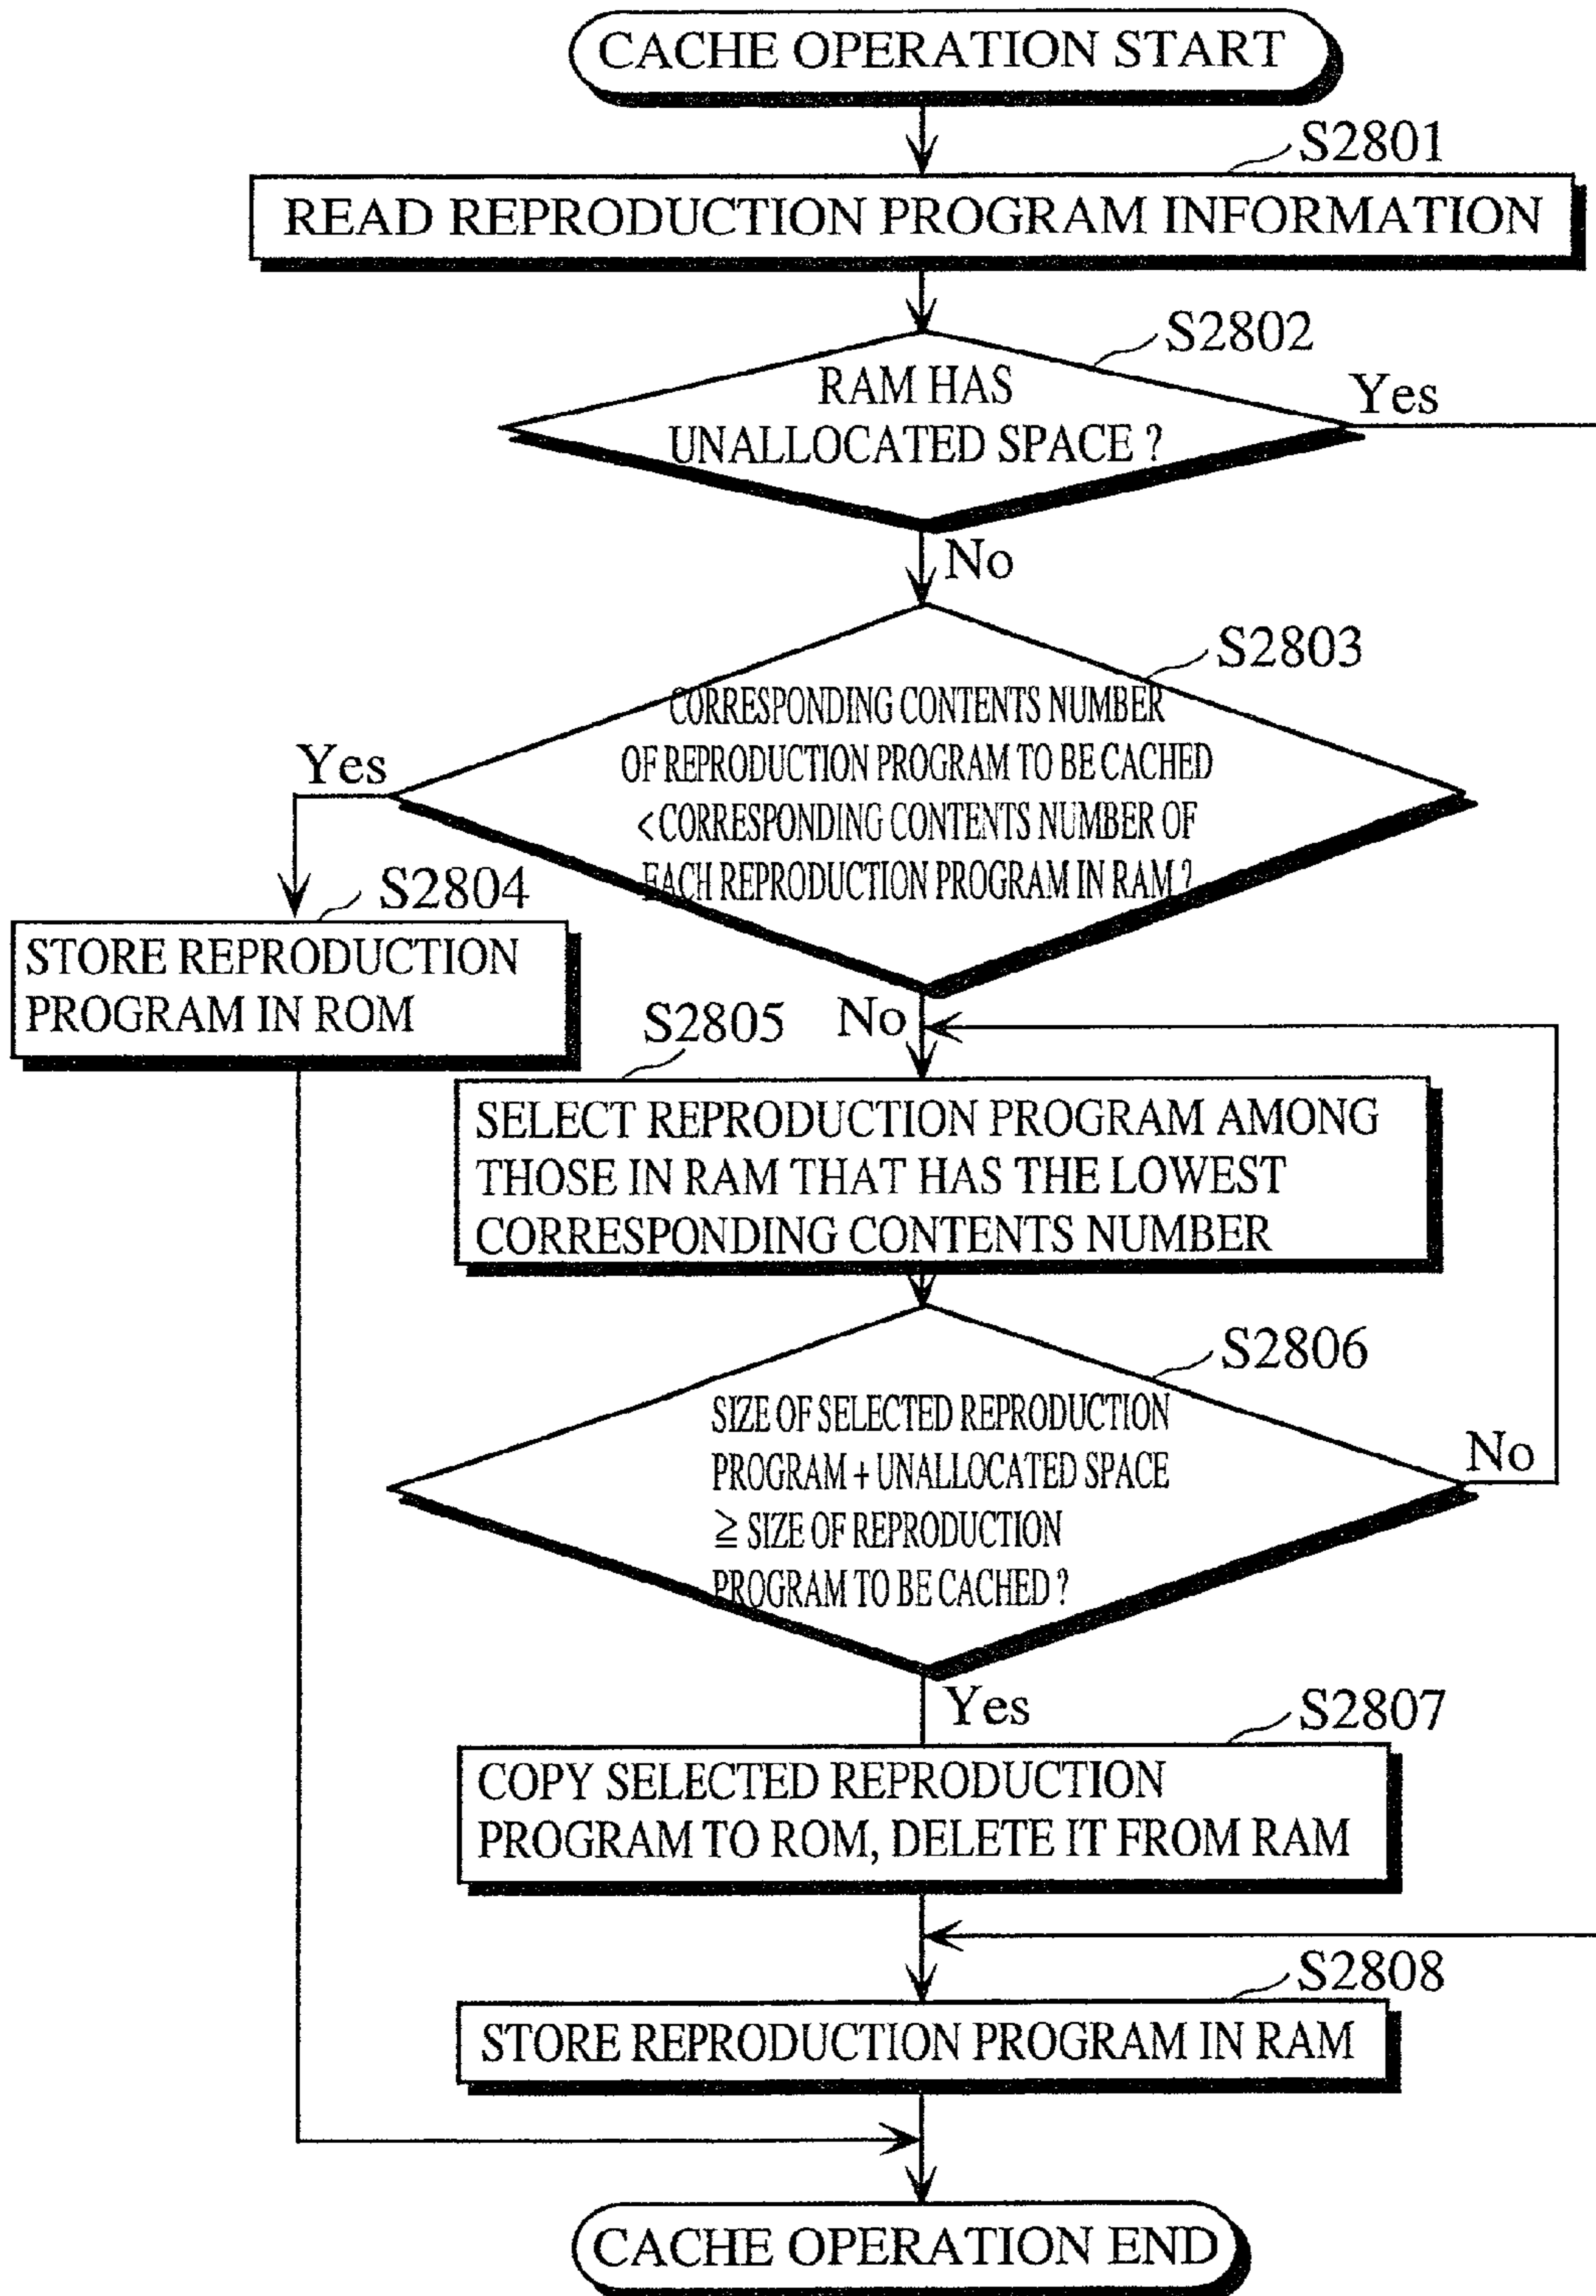 CACHE OPERATION START
S2801
READ REPRODUCTION PROGRAM INFORMATION
S2802
RAM HAS
UNALLOCATED SPACE ?
Yes
No
S2803
CORRESPONDING CONTENTS NUMBER
OF REPRODUCTION PROGRAM TO BE CACHED
< CORRESPONDING CONTENTS NUMBER OF
EACH REPRODUCTION PROGRAM IN RAM ?
Yes
S2804
STORE REPRODUCTION
PROGRAM IN ROM
No
S2805
SELECT REPRODUCTION PROGRAM AMONG
THOSE IN RAM THAT HAS THE LOWEST
CORRESPONDING CONTENTS NUMBER
S2806
SIZE OF SELECTED REPRODUCTION
PROGRAM + UNALLOCATED SPACE
≧ SIZE OF REPRODUCTION
PROGRAM TO BE CACHED ?
No
Yes
S2807
COPY SELECTED REPRODUCTION
PROGRAM TO ROM, DELETE IT FROM RAM
S2808
STORE REPRODUCTION PROGRAM IN RAM
CACHE OPERATION END